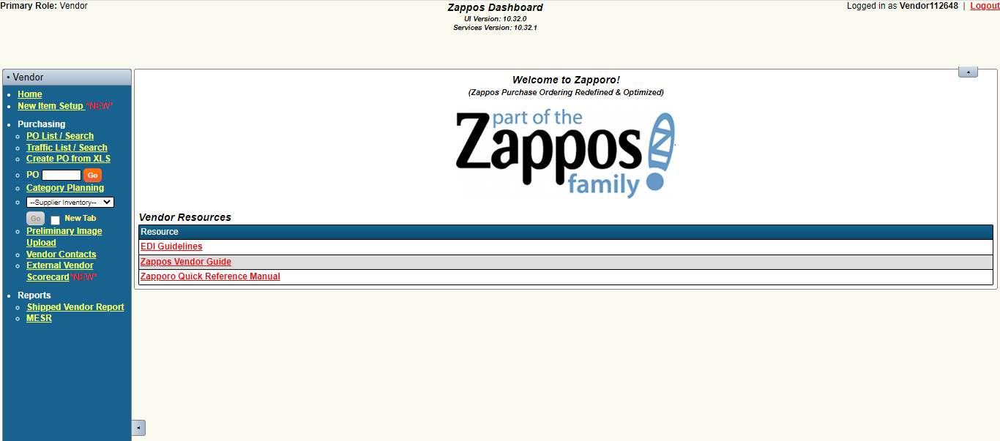 Primary Role: Vendor
Zappos Dashboard
UI Version: 10.32.0
Services Version: 10.32.1
Logged in as Vendor112648 | Logout
• Vendor
Home
New Item Setup *NEW*
Purchasing
PO List / Search
Traffic List / Search
Create PO from XLS
PO Go
Category Planning
--Supplier Inventory--
Go New Tab
Preliminary Image
Upload
Vendor Contacts
External Vendor
Scorecard *NEW*
Reports
Shipped Vendor Report
MESR
Welcome to Zapporo!
(Zappos Purchase Ordering Redefined & Optimized)
part of the
Zappos
family
Vendor Resources
Resource
EDI Guidelines
Zappos Vendor Guide
Zapporo Quick Reference Manual